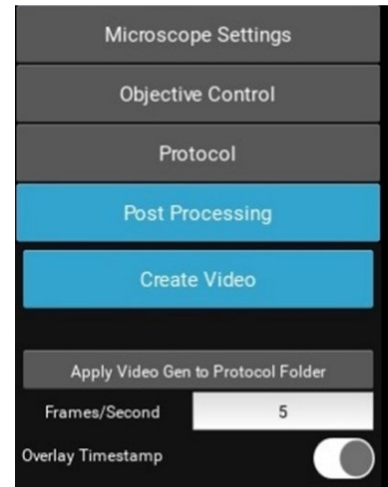 Microscope Settings
Objective Control
Protocol
Post Processing
Create Video
Apply Video Gen to Protocol Folder
Frames/Second 5
Overlay Timestamp